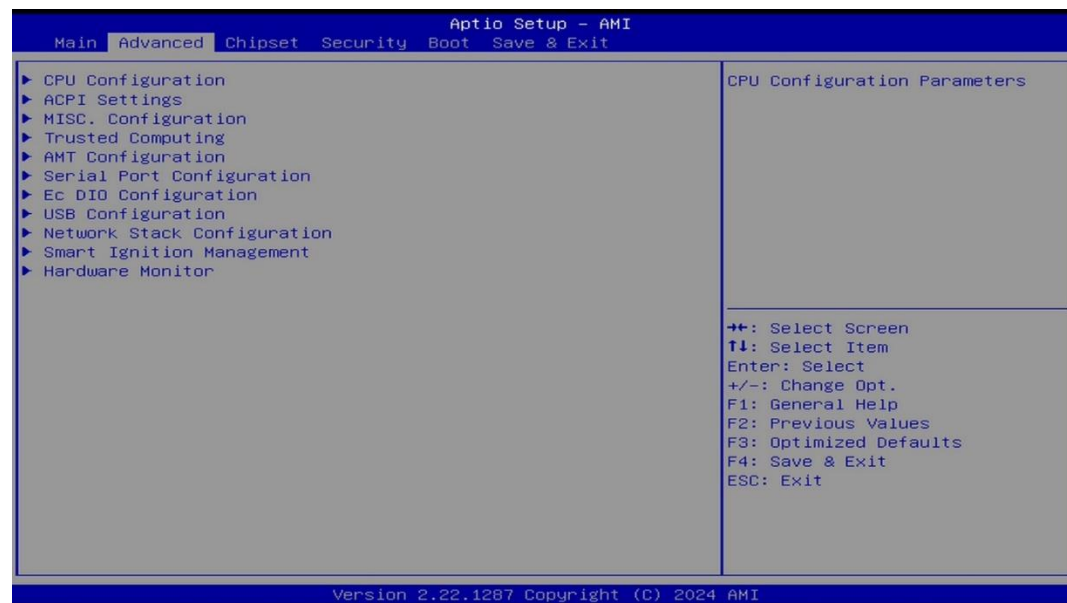 Aptio Setup – AMI
Main Advanced Chipset Security Boot Save & Exit
► CPU Configuration
► ACPI Settings
► MISC. Configuration
► Trusted Computing
► AMT Configuration
► Serial Port Configuration
► Ec DIO Configuration
► USB Configuration
► Network Stack Configuration
► Smart Ignition Management
► Hardware Monitor
CPU Configuration Parameters
→←: Select Screen
↑↓: Select Item
Enter: Select
+/-: Change Opt.
F1: General Help
F2: Previous Values
F3: Optimized Defaults
F4: Save & Exit
ESC: Exit
Version 2.22.1287 Copyright (C) 2024 AMI